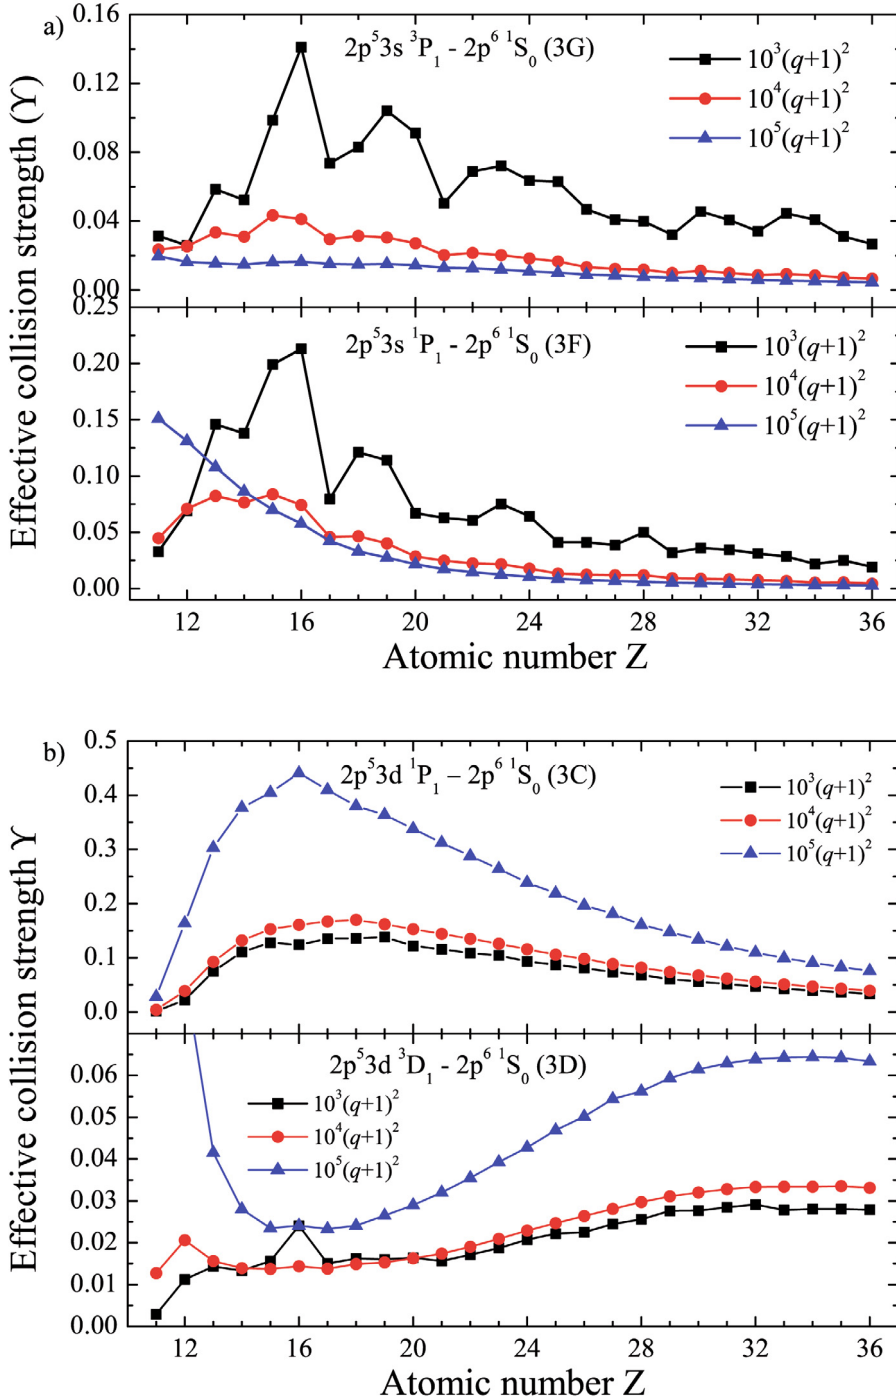 a)
Effective collision strength (ϒ)
0.16
0.12
0.08
0.04
0.00
2p⁵3s ³P₁ - 2p⁶ ¹S₀ (3G)
10³(q+1)²
10⁴(q+1)²
10⁵(q+1)²
0.25
0.20
0.15
0.10
0.05
0.00
2p⁵3s ¹P₁ - 2p⁶ ¹S₀ (3F)
10³(q+1)²
10⁴(q+1)²
10⁵(q+1)²
12 16 20 24 28 32 36
Atomic number Z
b)
Effective collision strength ϒ
0.5
0.4
0.3
0.2
0.1
0.0
2p⁵3d ¹P₁ – 2p⁶ ¹S₀ (3C)
10³(q+1)²
10⁴(q+1)²
10⁵(q+1)²
0.06
0.05
0.04
0.03
0.02
0.01
0.00
2p⁵3d ³D₁ - 2p⁶ ¹S₀ (3D)
10³(q+1)²
10⁴(q+1)²
10⁵(q+1)²
12 16 20 24 28 32 36
Atomic number Z